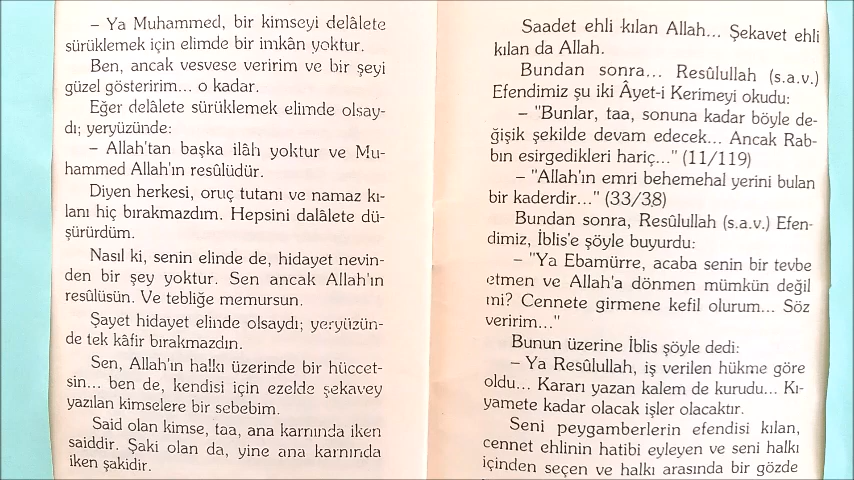 – Ya Muhammed, bir kimseyi delâlete
sürüklemek için elimde bir imkân yoktur.
Ben, ancak vesvese veririm ve bir şeyi
güzel gösteririm... o kadar.
Eğer delâlete sürüklemek elimde olsay-
dı; yeryüzünde:
– Allah'tan başka ilâh yoktur ve Mu-
hammed Allah'ın resûlüdür.
Diyen herkesi, oruç tutanı ve namaz kı-
lanı hiç bırakmazdım. Hepsini dalâlete dü-
şürürdüm.
Nasıl ki, senin elinde de, hidayet nevin-
den bir şey yoktur. Sen ancak Allah'ın
resûlüsün. Ve tebliğe memursun.
Şayet hidayet elinde olsaydı; yeryüzün-
de tek kâfir bırakmazdın.
Sen, Allah'ın halkı üzerinde bir hüccet-
sin... ben de, kendisi için ezelde şekavey
yazılan kimselere bir sebebim.
Said olan kimse, taa, ana karnında iken
saiddir. Şaki olan da, yine ana karnında
iken şakidir.
Saadet ehli kılan Allah... Şekavet ehli
kılan da Allah.
Bundan sonra... Resûlullah (s.a.v.)
Efendimiz şu iki Âyet-i Kerimeyi okudu:
– "Bunlar, taa, sonuna kadar böyle de-
ğişik şekilde devam edecek... Ancak Rab-
bın esirgedikleri hariç..." (11/119)
– "Allah'ın emri behemehal yerini bulan
bir kaderdir..." (33/38)
Bundan sonra, Resûlullah (s.a.v.) Efen-
dimiz, İblis'e şöyle buyurdu:
– "Ya Ebamürre, acaba senin bir tevbe
etmen ve Allah'a dönmen mümkün değil
mi? Cennete girmene kefil olurum... Söz
veririm..."
Bunun üzerine İblis şöyle dedi:
– Ya Resûlullah, iş verilen hükme göre
oldu... Kararı yazan kalem de kurudu... Kı-
yamete kadar olacak işler olacaktır.
Seni peygamberlerin efendisi kılan,
cennet ehlinin hatibi eyleyen ve seni halkı
içinden seçen ve halkı arasında bir gözde